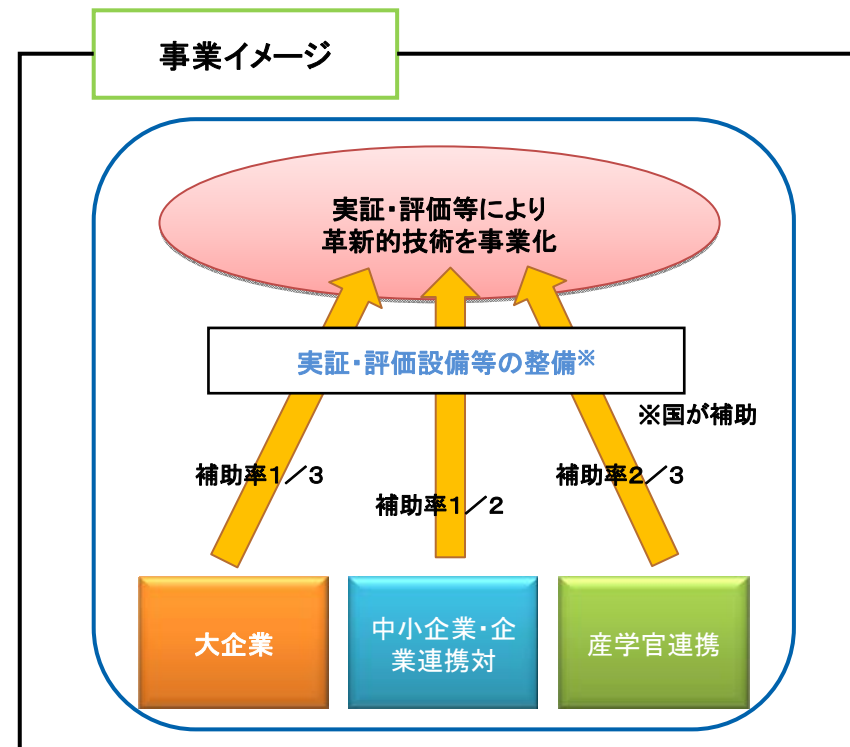 事業イメージ
実証・評価等により
革新的技術を事業化
実証・評価設備等の整備※
※国が補助
補助率1／3
補助率1／2
補助率2／3
大企業
中小企業・企
業連携対
産学官連携